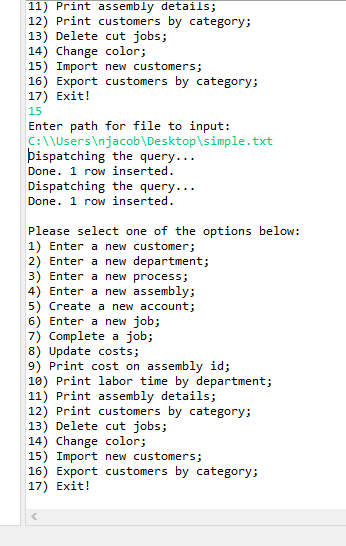 11) Print assembly details;
12) Print customers by category;
13) Delete cut jobs;
14) Change color;
15) Import new customers;
16) Export customers by category;
17) Exit!
15
Enter path for file to input:
C:\\Users\njacob\Desktop\simple.txt
Dispatching the query...
Done. 1 row inserted.
Dispatching the query...
Done. 1 row inserted.
Please select one of the options below:
1) Enter a new customer;
2) Enter a new department;
3) Enter a new process;
4) Enter a new assembly;
5) Create a new account;
6) Enter a new job;
7) Complete a job;
8) Update costs;
9) Print cost on assembly id;
10) Print labor time by department;
11) Print assembly details;
12) Print customers by category;
13) Delete cut jobs;
14) Change color;
15) Import new customers;
16) Export customers by category;
17) Exit!